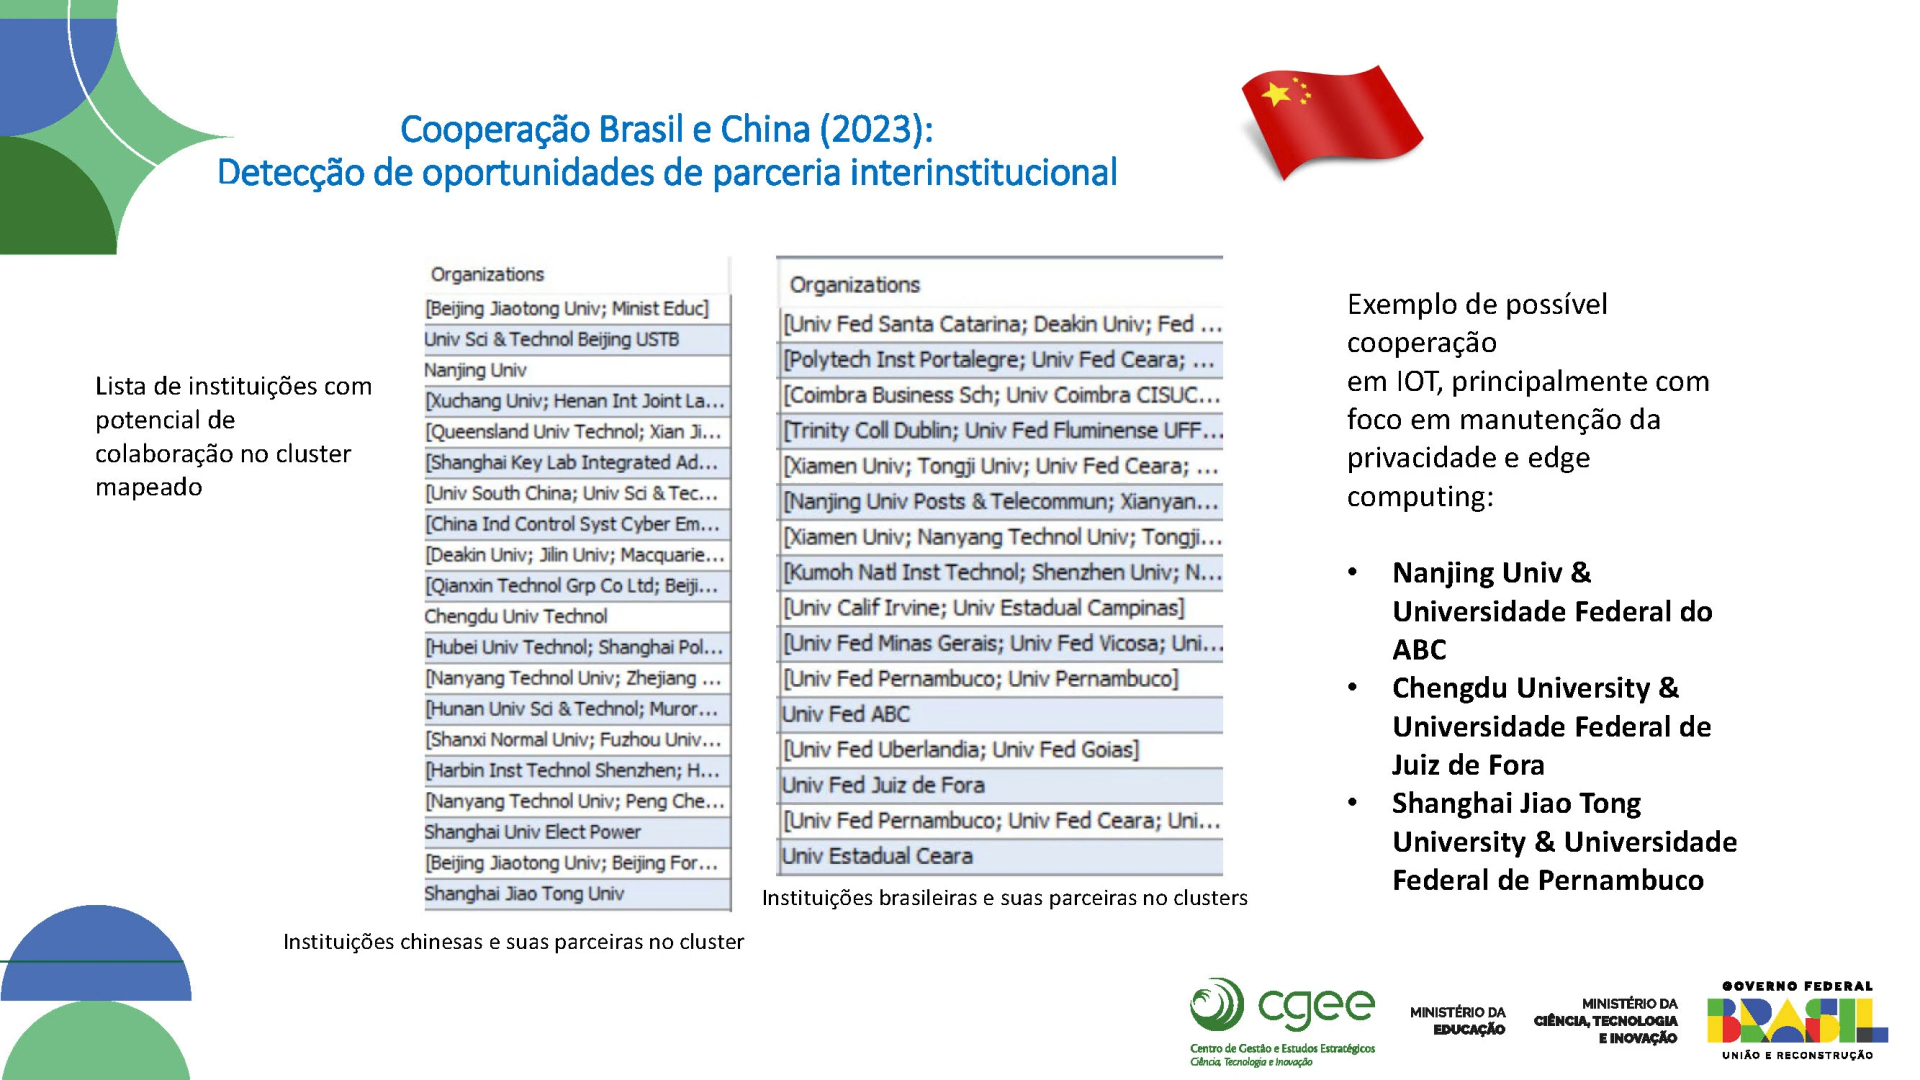 Cooperação Brasil e China (2023):
Detecção de oportunidades de parceria interinstitucional
Lista de instituições com
potencial de
colaboração no cluster
mapeado
Organizations
[Beijing Jiaotong Univ; Minist Educ]
Univ Sci & Technol Beijing USTB
Nanjing Univ
[Xuchang Univ; Henan Int Joint La...
[Queensland Univ Technol; Xian Ji...
[Shanghai Key Lab Integrated Ad...
[Univ South China; Univ Sci & Tec...
[China Ind Control Syst Cyber Em...
[Deakin Univ; Jilin Univ; Macquarie...
[Qianxin Technol Grp Co Ltd; Beiji...
Chengdu Univ Technol
[Hubei Univ Technol; Shanghai Pol...
[Nanyang Technol Univ; Zhejiang ...
[Hunan Univ Sci & Technol; Muror...
[Shanxi Normal Univ; Fuzhou Univ...
[Harbin Inst Technol Shenzhen; H...
[Nanyang Technol Univ; Peng Che...
Shanghai Univ Elect Power
[Beijing Jiaotong Univ; Beijing For...
Shanghai Jiao Tong Univ
Instituições chinesas e suas parceiras no cluster
Organizations
[Univ Fed Santa Catarina; Deakin Univ; Fed ...
[Polytech Inst Portalegre; Univ Fed Ceara; ...
[Coimbra Business Sch; Univ Coimbra CISUC...
[Trinity Coll Dublin; Univ Fed Fluminense UFF...
[Xiamen Univ; Tongji Univ; Univ Fed Ceara; ...
[Nanjing Univ Posts & Telecommun; Xianyan...
[Xiamen Univ; Nanyang Technol Univ; Tongji...
[Kumoh Natl Inst Technol; Shenzhen Univ; N...
[Univ Calif Irvine; Univ Estadual Campinas]
[Univ Fed Minas Gerais; Univ Fed Vicosa; Uni...
[Univ Fed Pernambuco; Univ Pernambuco]
Univ Fed ABC
[Univ Fed Uberlandia; Univ Fed Goias]
Univ Fed Juiz de Fora
[Univ Fed Pernambuco; Univ Fed Ceara; Uni...
Univ Estadual Ceara
Instituições brasileiras e suas parceiras no clusters
Exemplo de possível
cooperação
em IOT, principalmente com
foco em manutenção da
privacidade e edge
computing:
• Nanjing Univ &
Universidade Federal do
ABC
• Chengdu University &
Universidade Federal de
Juiz de Fora
• Shanghai Jiao Tong
University & Universidade
Federal de Pernambuco
cgee
Centro de Gestão e Estudos Estratégicos
Ciência, Tecnologia e Inovação
MINISTÉRIO DA
EDUCAÇÃO
MINISTÉRIO DA
CIÊNCIA, TECNOLOGIA
E INOVAÇÃO
GOVERNO FEDERAL
BRASIL
UNIÃO E RECONSTRUÇÃO